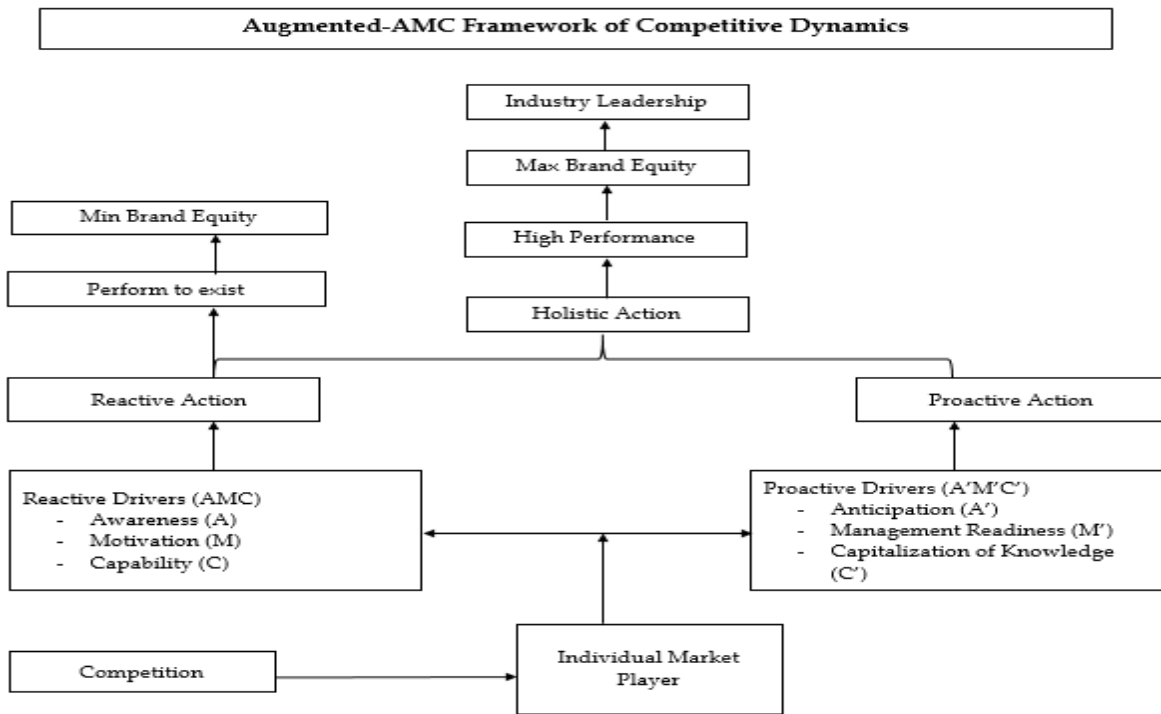 Augmented-AMC Framework of Competitive Dynamics
Industry Leadership
Max Brand Equity
Min Brand Equity
High Performance
Perform to exist
Holistic Action
Reactive Action
Proactive Action
Reactive Drivers (AMC)
- Awareness (A)
- Motivation (M)
- Capability (C)
Proactive Drivers (A’M’C’)
- Anticipation (A’)
- Management Readiness (M’)
- Capitalization of Knowledge
(C’)
Competition
Individual Market
Player